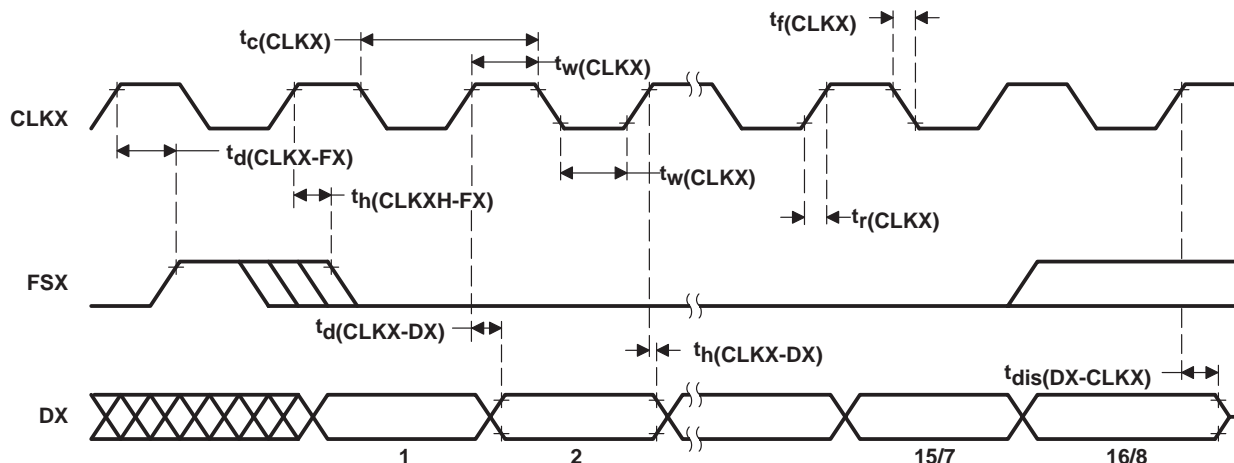 tf(CLKX)
tc(CLKX)
tw(CLKX)
CLKX
td(CLKX-FX)
tw(CLKX)
th(CLKXH-FX)
tr(CLKX)
FSX
td(CLKX-DX)
th(CLKX-DX)
tdis(DX-CLKX)
DX
1 2 15/7 16/8